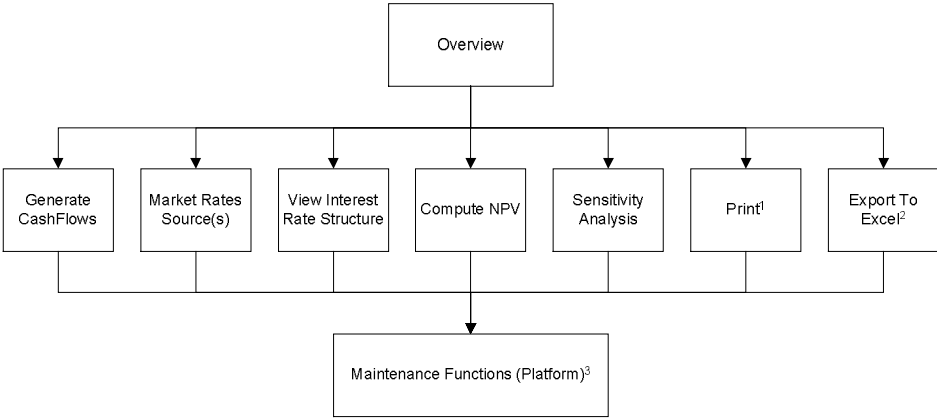 Overview
Generate
CashFlows
Market Rates
Source(s)
View Interest
Rate Structure
Compute NPV
Sensitivity
Analysis
Print¹
Export To
Excel²
Maintenance Functions (Platform)³